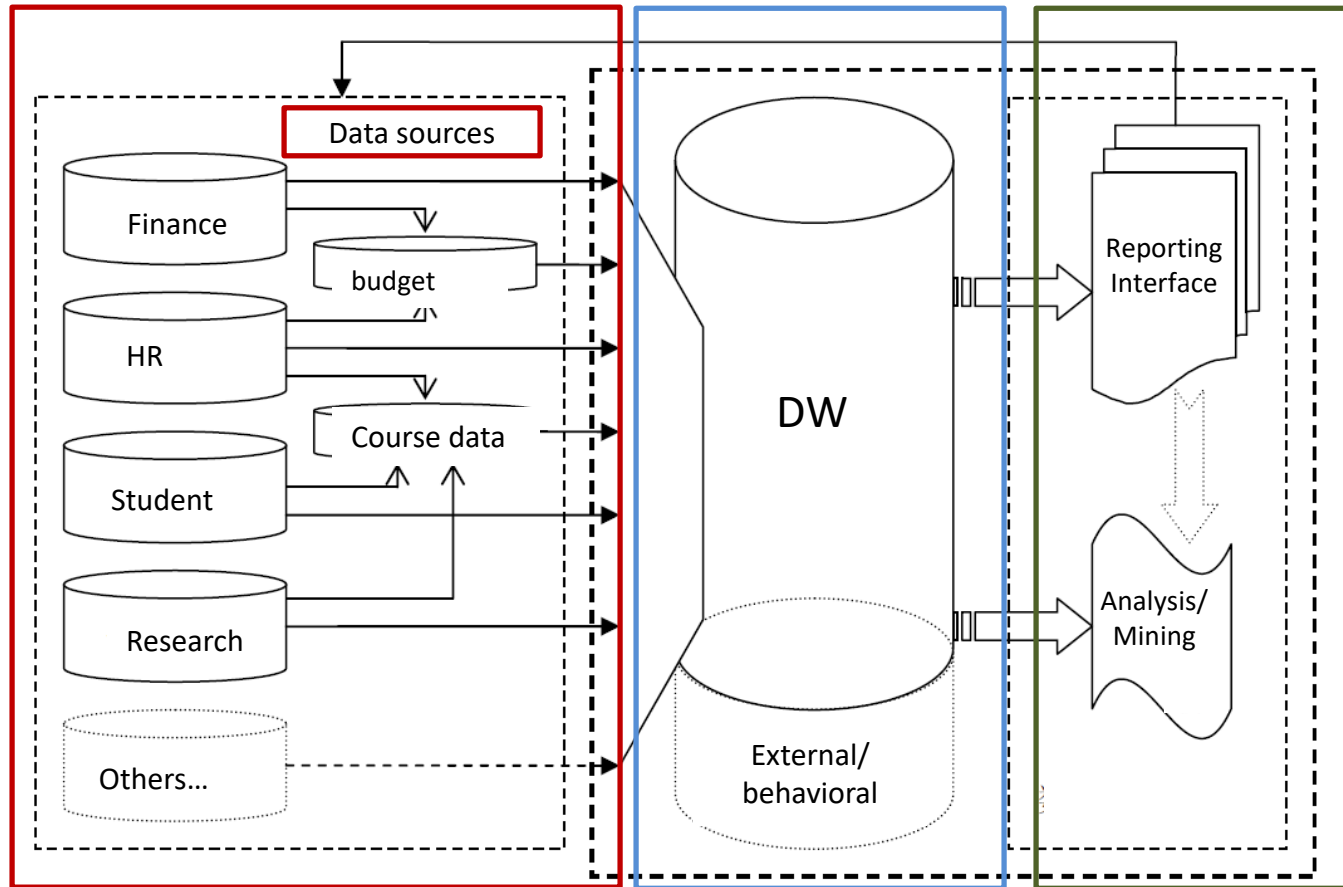 Data sources
Finance
budget
HR
Course data
Student
Research
Others...
DW
External/
behavioral
Reporting
Interface
Analysis/
Mining